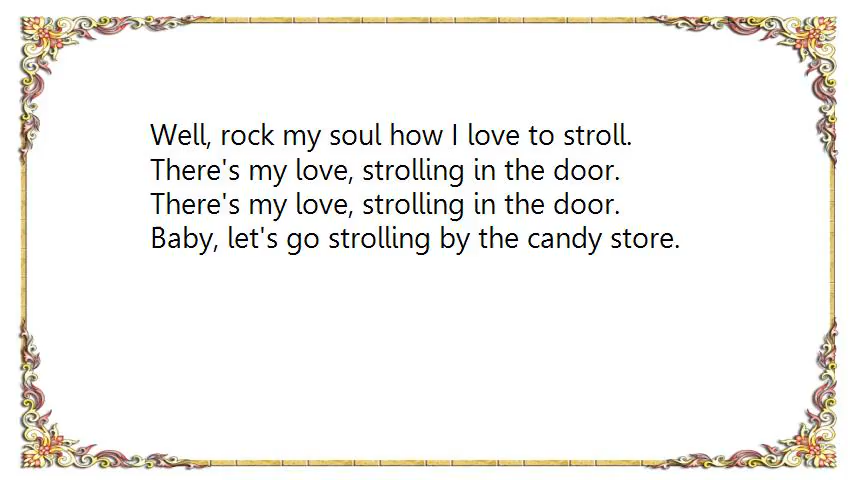 Well, rock my soul how I love to stroll.
There's my love, strolling in the door.
There's my love, strolling in the door.
Baby, let's go strolling by the candy store.